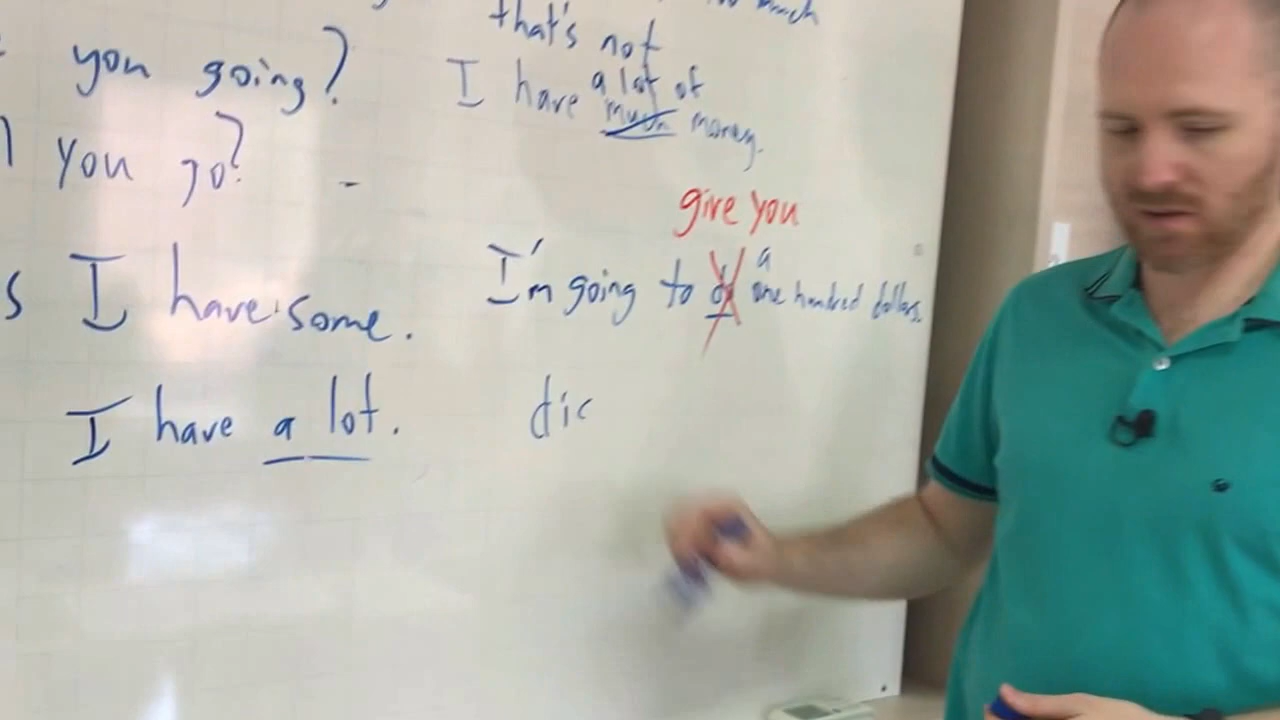 much
that's not
you going?
a lot of
I have much money.
you go?
give you
s I have some.
a
I'm going to one hundred dollars.
I have a lot.
dic